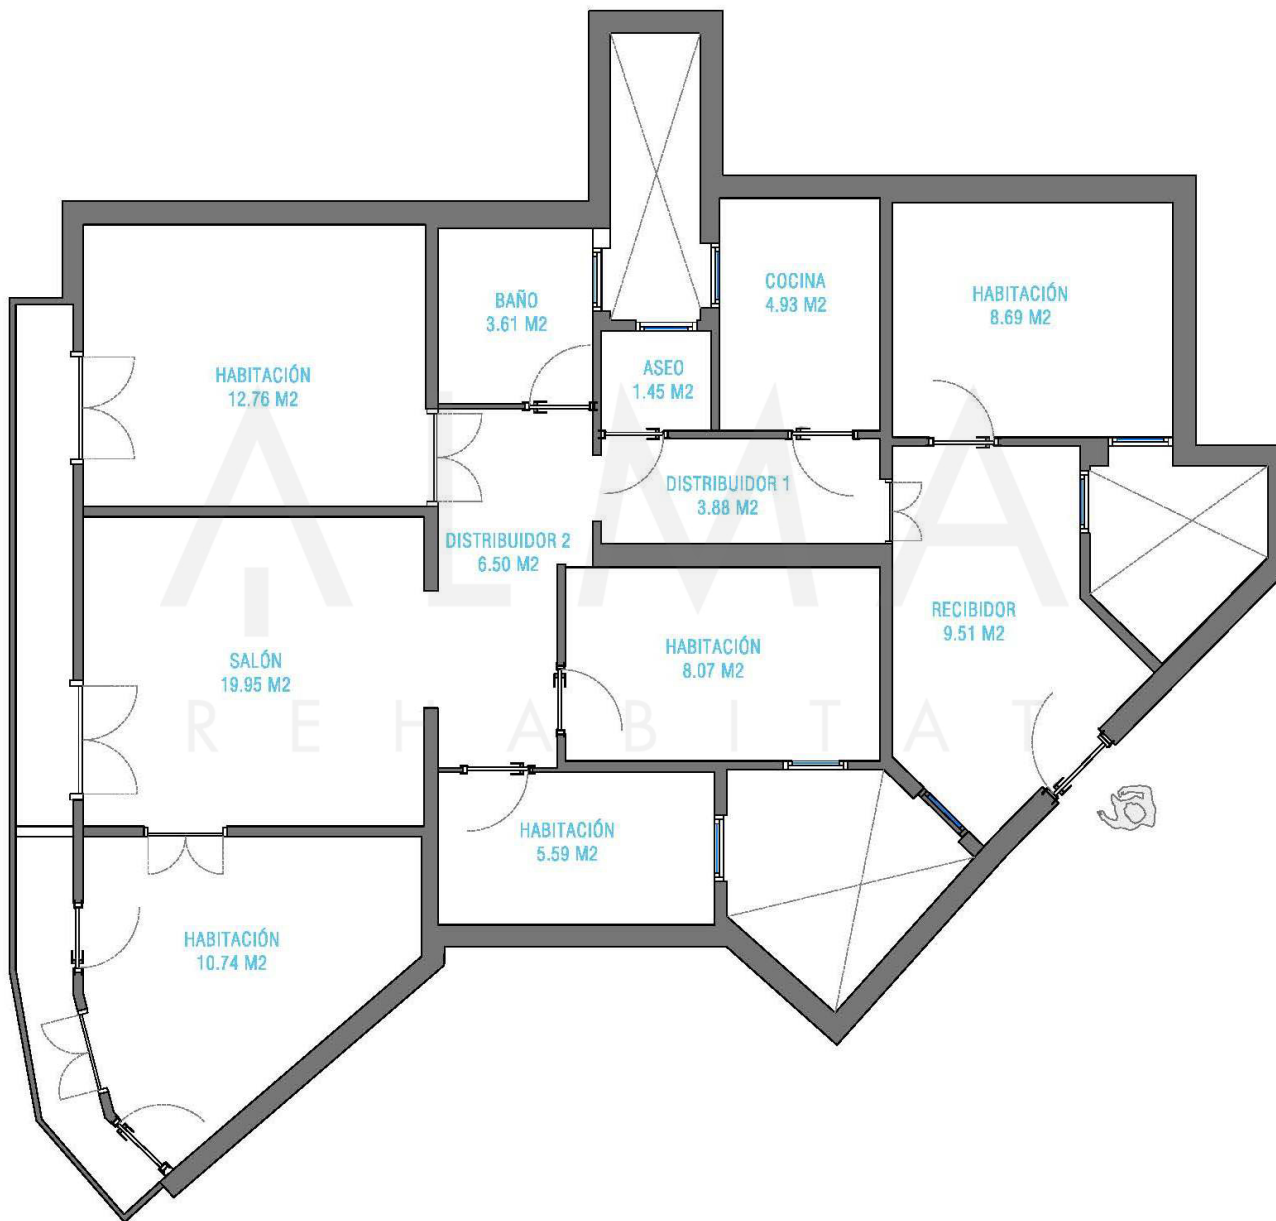 BAÑO
3.61 M2
COCINA
4.93 M2
HABITACIÓN
8.69 M2
HABITACIÓN
12.76 M2
ASEO
1.45 M2
DISTRIBUIDOR 1
3.88 M2
DISTRIBUIDOR 2
6.50 M2
RECIBIDOR
9.51 M2
SALÓN
19.95 M2
HABITACIÓN
8.07 M2
HABITACIÓN
5.59 M2
HABITACIÓN
10.74 M2
ALMA
REHABITAT